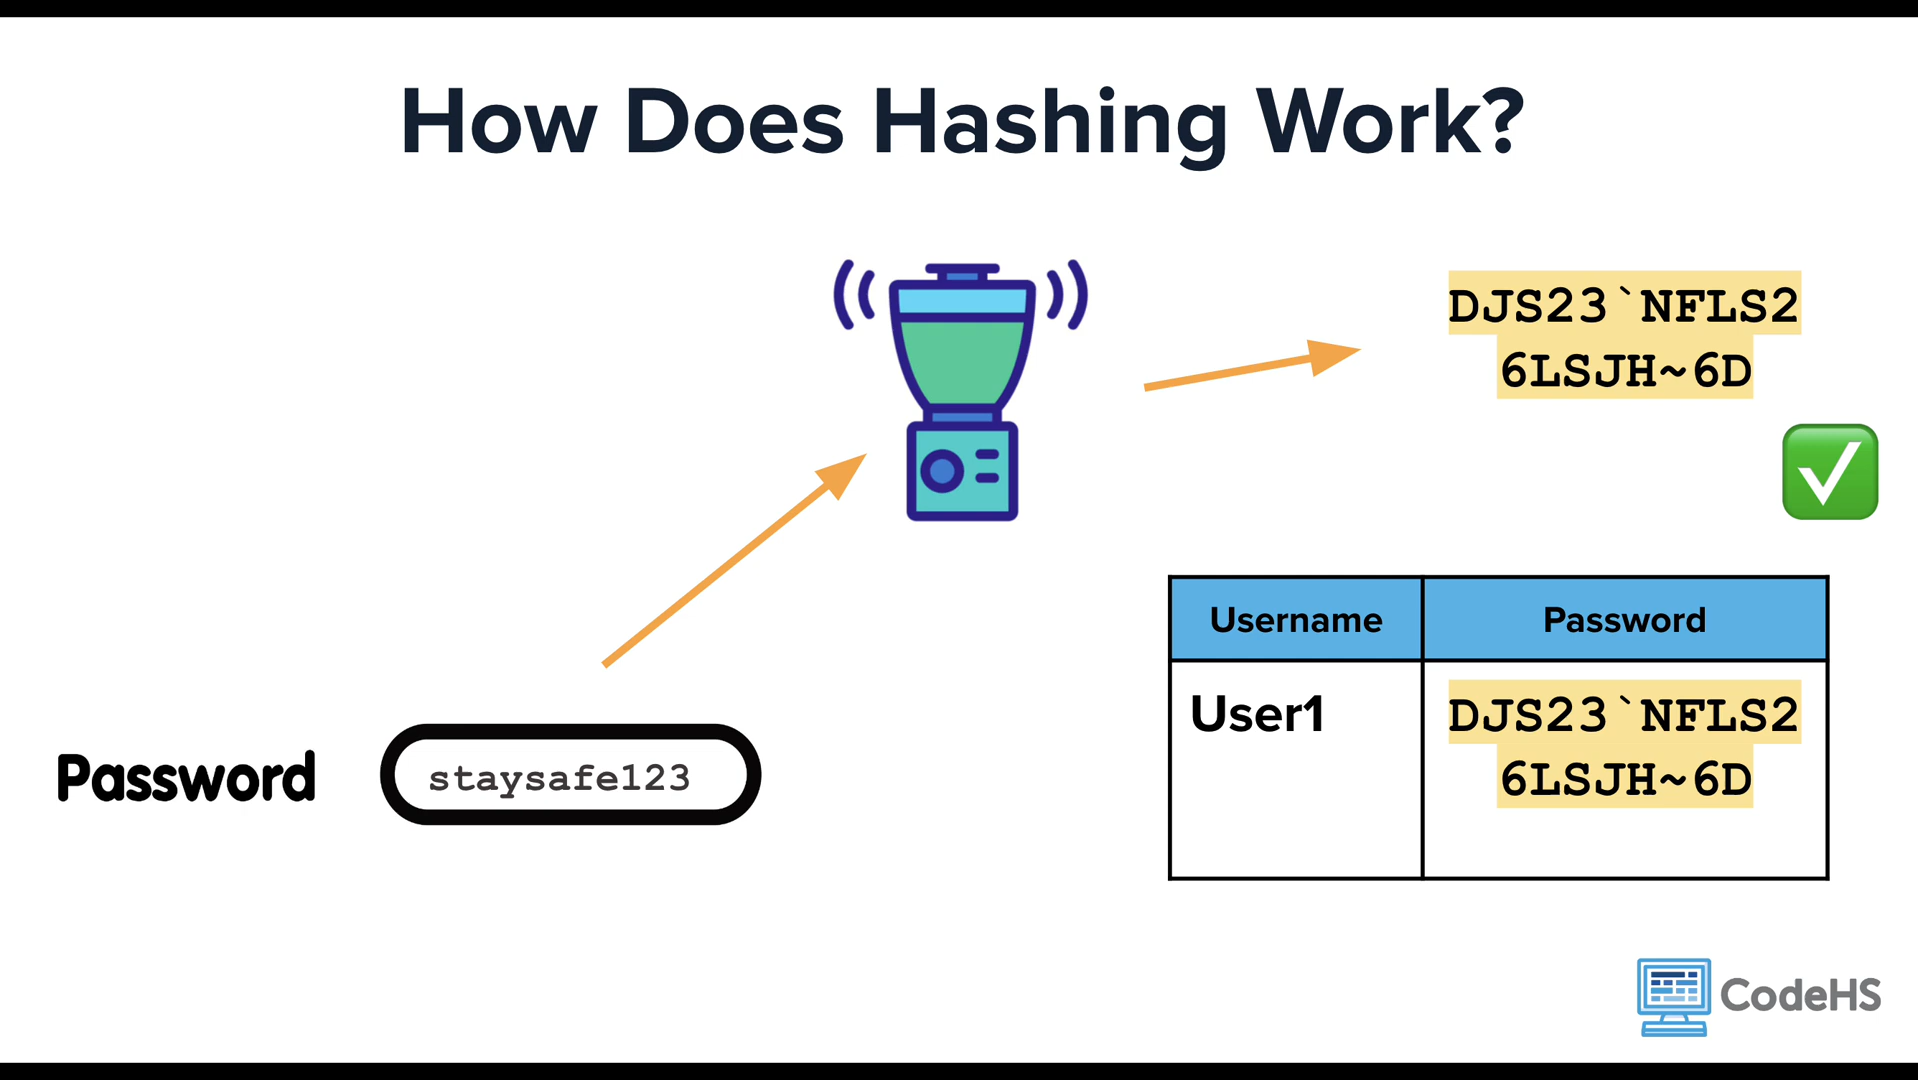 How Does Hashing Work?
DJS23`NFLS2
6LSJH~6D
Username Password
User1 DJS23`NFLS2
6LSJH~6D
Password staysafe123
CodeHS